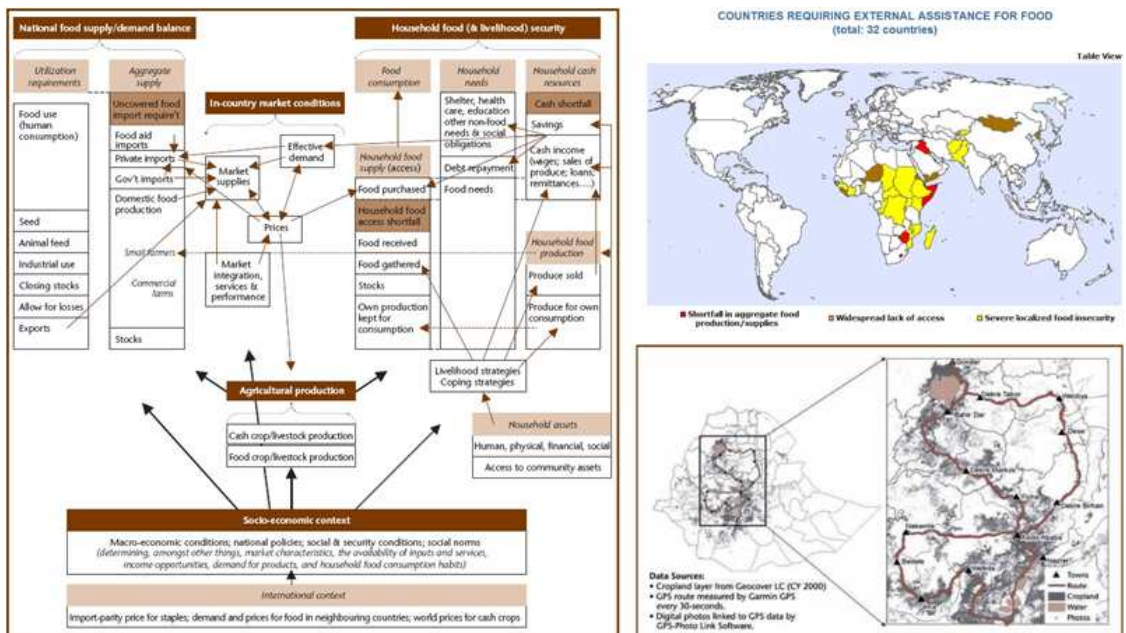 National food supply/demand balance
Household food (& livelihood) security
Utilization
requirements
Aggregate
supply
Food
consumption
Household
needs
Household cash
resources
Food use
(human
consumption)
Seed
Animal feed
Industrial use
Closing stocks
Allow for losses
Exports
Uncovered food
import require't
Food aid
imports
Private imports
Gov't imports
Domestic food
production
Small farmers
Commercial
farms
Stocks
In-country market conditions
Effective
demand
Market
supplies
Prices
Market
integration,
services &
performance
Household food
supply (access)
Food purchased
Household food
access shortfall
Food received
Food gathered
Stocks
Own production
kept for
consumption
Shelter, health
care, education
other non-food
needs & social
obligations
Debt repayment
Food needs
Cash shortfall
Savings
Cash income
(wages; sales of
produce; loans,
remittances....)
Household food
production
Produce sold
Produce for own
consumption
Livelihood strategies
Coping strategies
Agricultural production
Cash crop/livestock production
Food crop/livestock production
Household assets
Human, physical, financial, social
Access to community assets
Socio-economic context
Macro-economic conditions; national policies; social & security conditions; social norms
(determining, amongst other things, market characteristics, the availability of inputs and services,
income opportunities, demand for products, and household food consumption habits)
International context
Import-parity price for staples; demand and prices for food in neighbouring countries; world prices for cash crops
COUNTRIES REQUIRING EXTERNAL ASSISTANCE FOR FOOD
(total: 32 countries)
Table View
Shortfall in aggregate food
production/supplies
Widespread lack of access
Severe localized food insecurity
Gonder
Debre Tabor
Weldiya
Bahir Dar
Dese
Debre Markos
Debre Birhan
Nekemte
Addis Ababa
Bedele
Nazret
Towns
Route
Cropland
Water
Photos
Data Sources:
• Cropland layer from Geocover LC (CY 2000)
• GPS route measured by Garmin GPS
every 30-seconds.
• Digital photos linked to GPS data by
GPS-Photo Link Software.